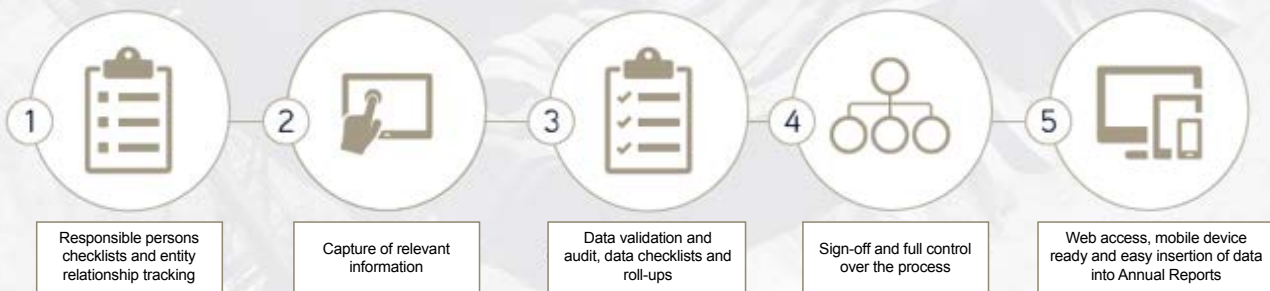 1
2
3
4
5
Responsible persons
checklists and entity
relationship tracking
Capture of relevant
information
Data validation and
audit, data checklists and
roll-ups
Sign-off and full control
over the process
Web access, mobile device
ready and easy insertion of data
into Annual Reports